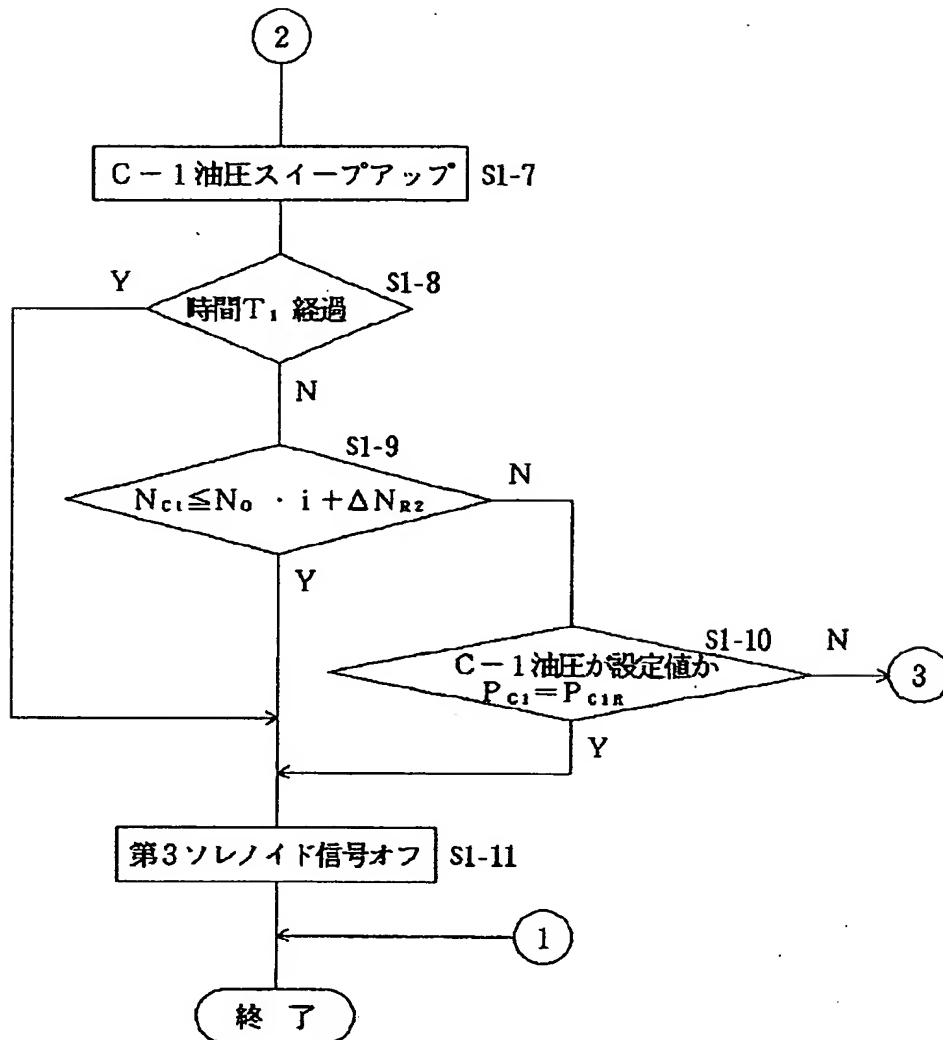 2
C－1油圧スイープアップ S1-7
Y
S1-8
時間T₁ 経過
N
S1-9
N
N_C1≦N_O ・ i＋ΔN_R2
Y
S1-10
N
C－1油圧が設定値か
P_C1＝P_C1R
3
Y
第3ソレノイド信号オフ S1-11
1
終 了